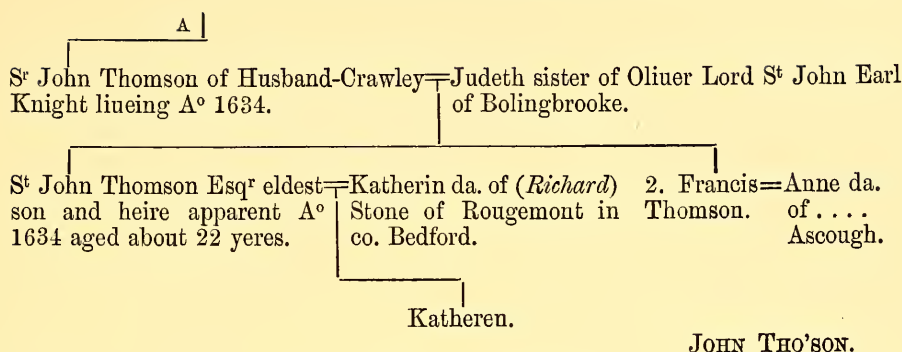 A
Sʳ John Thomson of Husband-Crawley=Judeth sister of Oliuer Lord Sᵗ John Earl
Knight liueing Aº 1634. of Bolingbrooke.
Sᵗ John Thomson Esqʳ eldest=Katherin da. of (Richard) 2. Francis=Anne da.
son and heire apparent Aº Stone of Rougemont in Thomson. of . . . .
1634 aged about 22 yeres. co. Bedford. Ascough.
Katheren.
JOHN THO'SON.